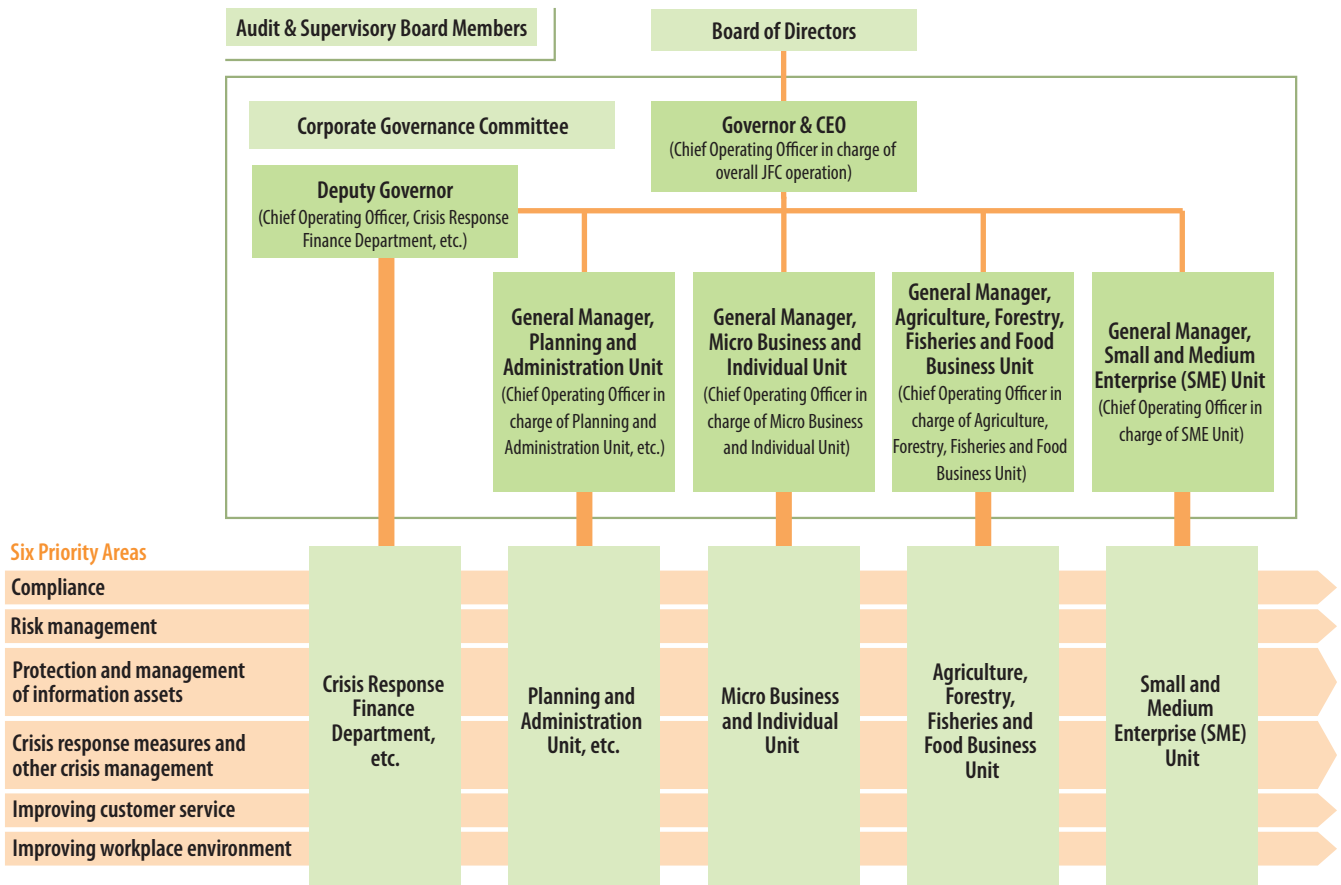 Audit & Supervisory Board Members
Board of Directors
Corporate Governance Committee
Governor & CEO
(Chief Operating Officer in charge of
overall JFC operation)
Deputy Governor
(Chief Operating Officer, Crisis Response
Finance Department, etc.)
General Manager,
Planning and
Administration Unit
(Chief Operating Officer in
charge of Planning and
Administration Unit, etc.)
General Manager,
Micro Business and
Individual Unit
(Chief Operating Officer in
charge of Micro Business
and Individual Unit)
General Manager,
Agriculture, Forestry,
Fisheries and Food
Business Unit
(Chief Operating Officer in
charge of Agriculture,
Forestry, Fisheries and Food
Business Unit)
General Manager,
Small and Medium
Enterprise (SME) Unit
(Chief Operating Officer in
charge of SME Unit)
Six Priority Areas
Compliance
Risk management
Protection and management
of information assets
Crisis response measures and
other crisis management
Improving customer service
Improving workplace environment
Crisis Response
Finance
Department,
etc.
Planning and
Administration
Unit, etc.
Micro Business
and Individual
Unit
Agriculture,
Forestry,
Fisheries and
Food Business
Unit
Small and
Medium
Enterprise (SME)
Unit